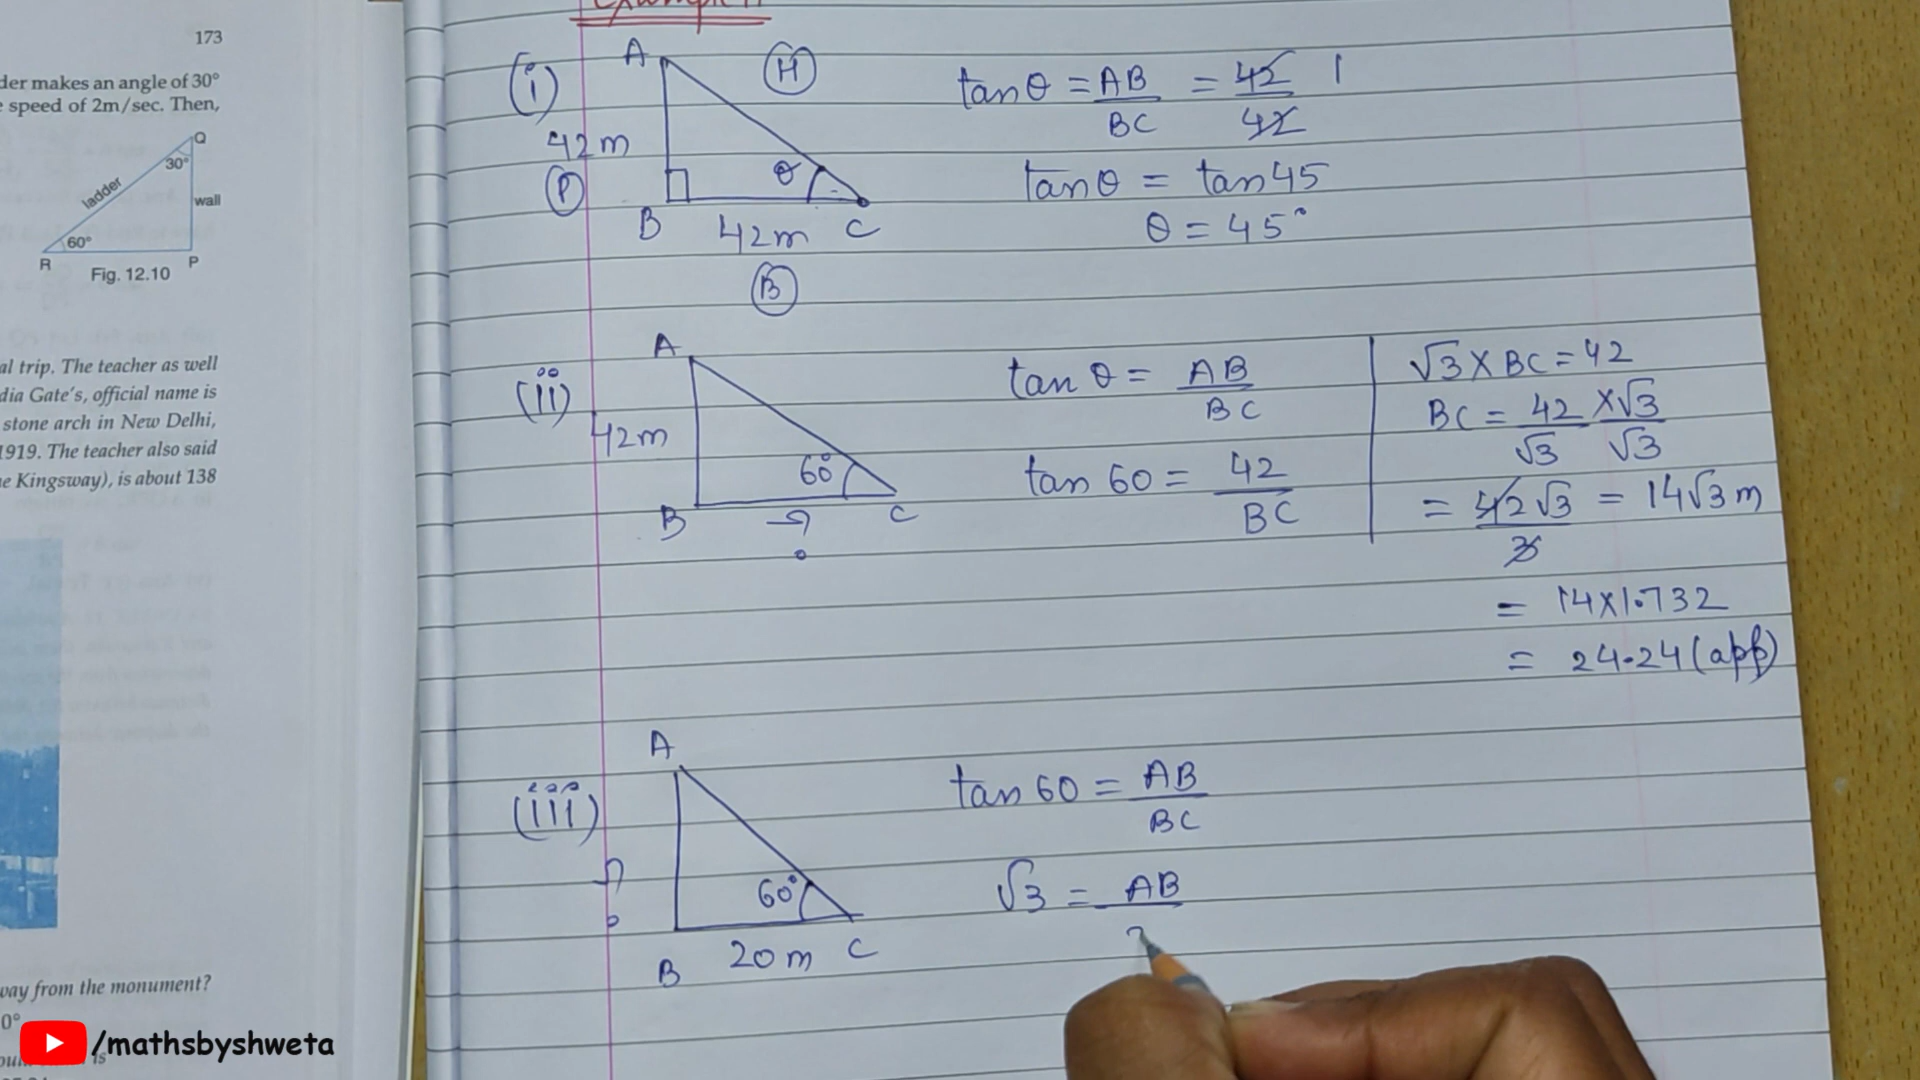 173
der makes an angle of 30°
speed of 2m/sec. Then,
Q
30°
ladder
wall
60°
R
P
Fig. 12.10
al trip. The teacher as well
dia Gate's, official name is
stone arch in New Delhi,
1919. The teacher also said
Kingsway), is about 138
way from the monument?
0°
is
/mathsbyshweta
(i)
A
H
42m
P
θ
B
42m
C
B
tanθ = AB/BC = 42/42 1
tanθ = tan45
θ = 45°
(ii)
A
42m
60°
B
?
C
tan θ = AB/BC
tan 60 = 42/BC
√3 X BC = 42
BC = 42/√3 X √3/√3
= 42√3/3 = 14√3 m
= 14X1.732
= 24.24 (app)
(iii)
A
?
60°
B
20 m
C
tan 60 = AB/BC
√3 = AB/